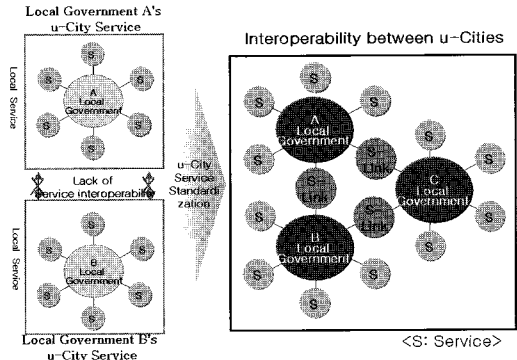 Local Government A's
u-City Service
Local Service
S
S
S
S
S
S
A
Local
Government
Lack of
service interoperability
Local Service
S
S
S
S
S
S
B
Local
Government
Local Government B's
u-City Service
u-City
Service
Standardi
zation
Interoperability between u-Cities
S
S
S
S
A
Local
Government
S
S
S-
Link
S-
Link
S-
Link
C
Local
Government
S
S
S
S
B
Local
Government
S
S
S
<S: Service>